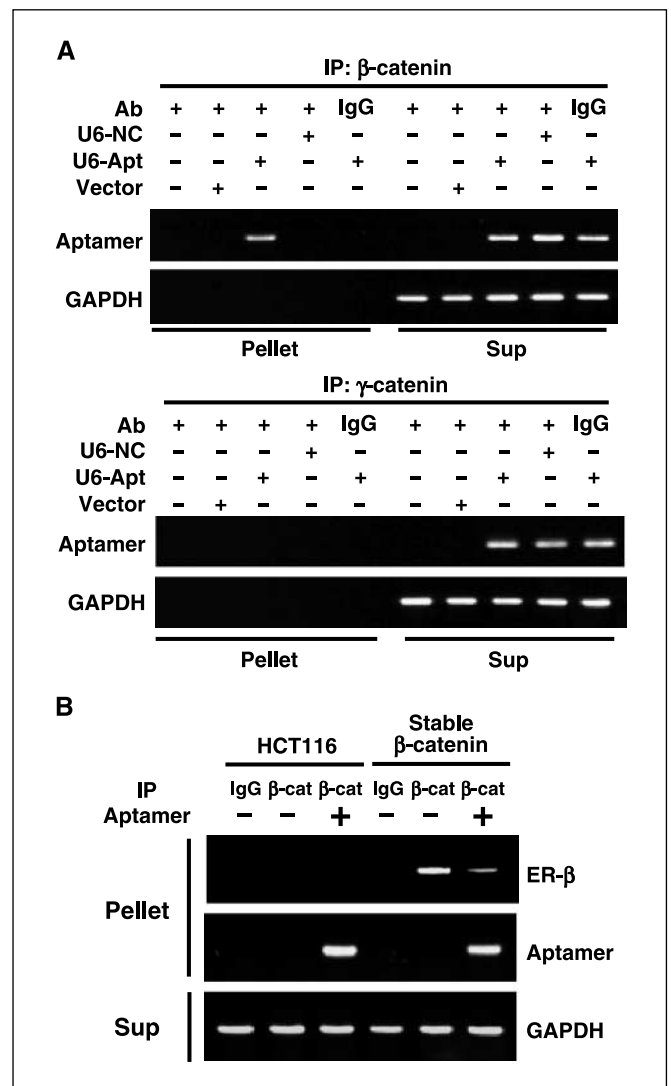 A
IP: β-catenin
Ab + + + + IgG + + + + IgG
U6-NC – – – + – – – – + –
U6-Apt – – + – + – – + – +
Vector – + – – – – + – – –
Aptamer
GAPDH
Pellet Sup
IP: γ-catenin
Ab + + + + IgG + + + + IgG
U6-NC – – – + – – – – + –
U6-Apt – – + – + – – + – +
Vector – + – – – – + – – –
Aptamer
GAPDH
Pellet Sup
B
HCT116 Stable β-catenin
IP IgG β-cat β-cat IgG β-cat β-cat
Aptamer – – + – – +
Pellet
ER-β
Aptamer
Sup GAPDH